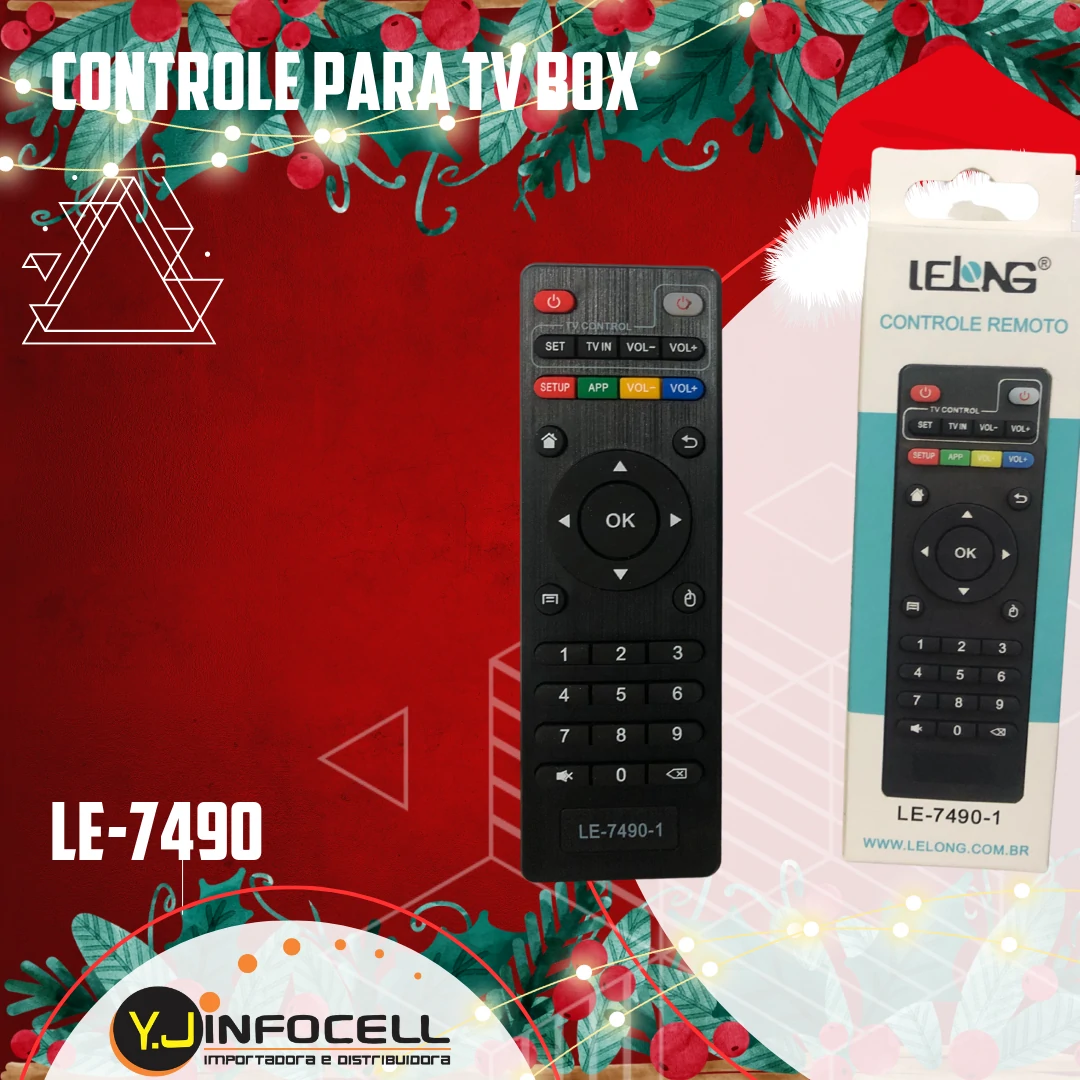 CONTROLE PARA TV BOX
TV CONTROL
SET TV IN VOL- VOL+
SETUP APP VOL- VOL+
OK
1 2 3
4 5 6
7 8 9
0
LE-7490-1
LELONG®
CONTROLE REMOTO
TV CONTROL
SET TV IN VOL- VOL+
SETUP APP VOL- VOL+
OK
1 2 3
4 5 6
7 8 9
0
LE-7490-1
WWW.LELONG.COM.BR
LE-7490
Y.J INFOCELL
IMPORTADORA E DISTRIBUIDORA